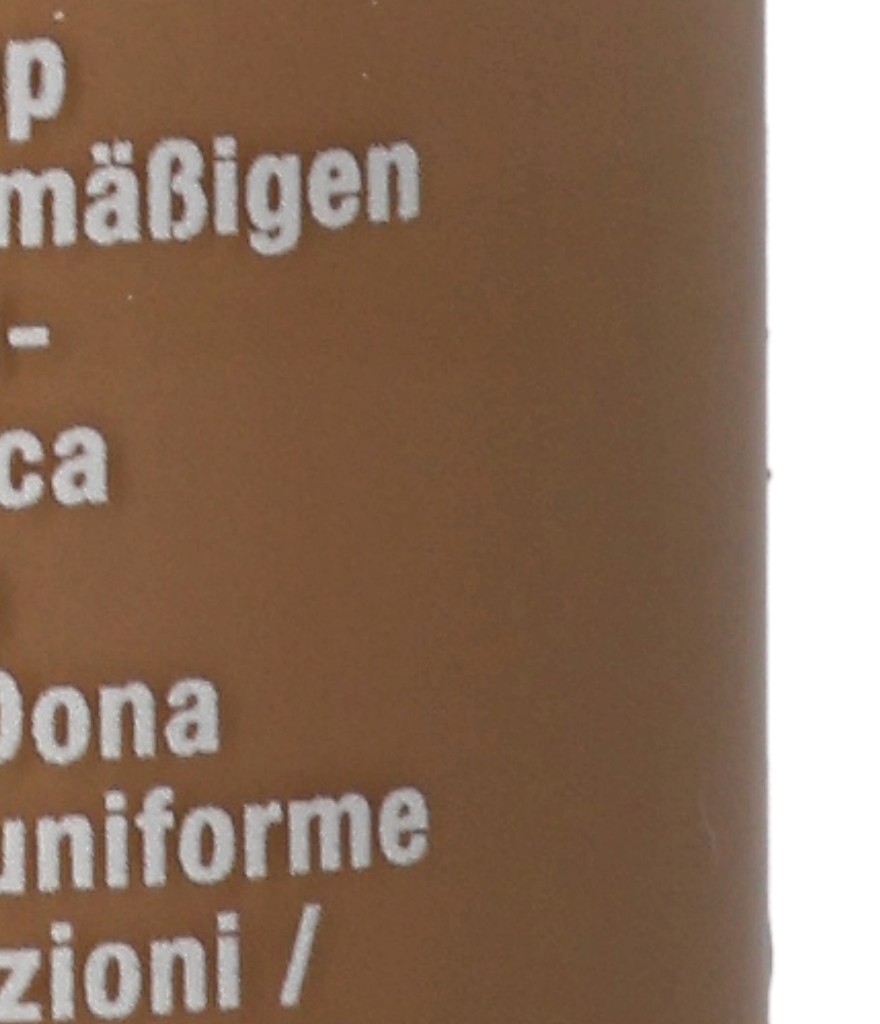 p
mäßigen
-
ca
Dona
uniforme
zioni /